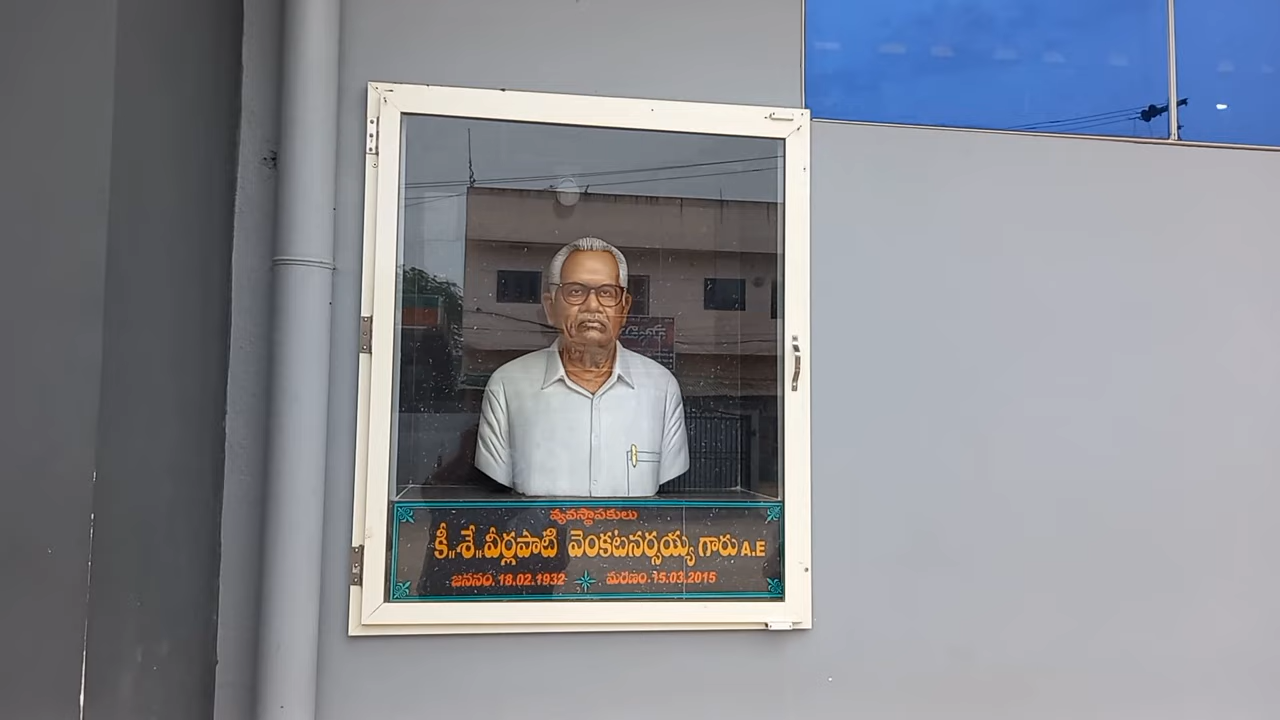 వ్యవస్థాపకులు
కీ॥శే॥వీర్లపాటి వెంకటనర్సయ్య గారు A.E
జననం. 18.02.1932 మరణం. 15.03.2015